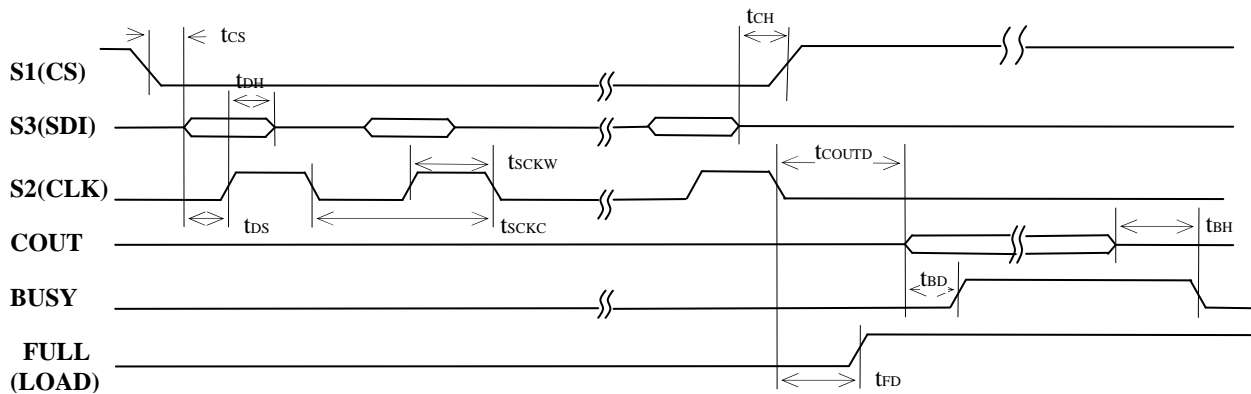 tCS
tCH
S1(CS)
tDH
S3(SDI)
tSCKW
tCOUTD
S2(CLK)
tDS
tSCKC
COUT
tBH
BUSY
tBD
FULL
(LOAD)
tFD